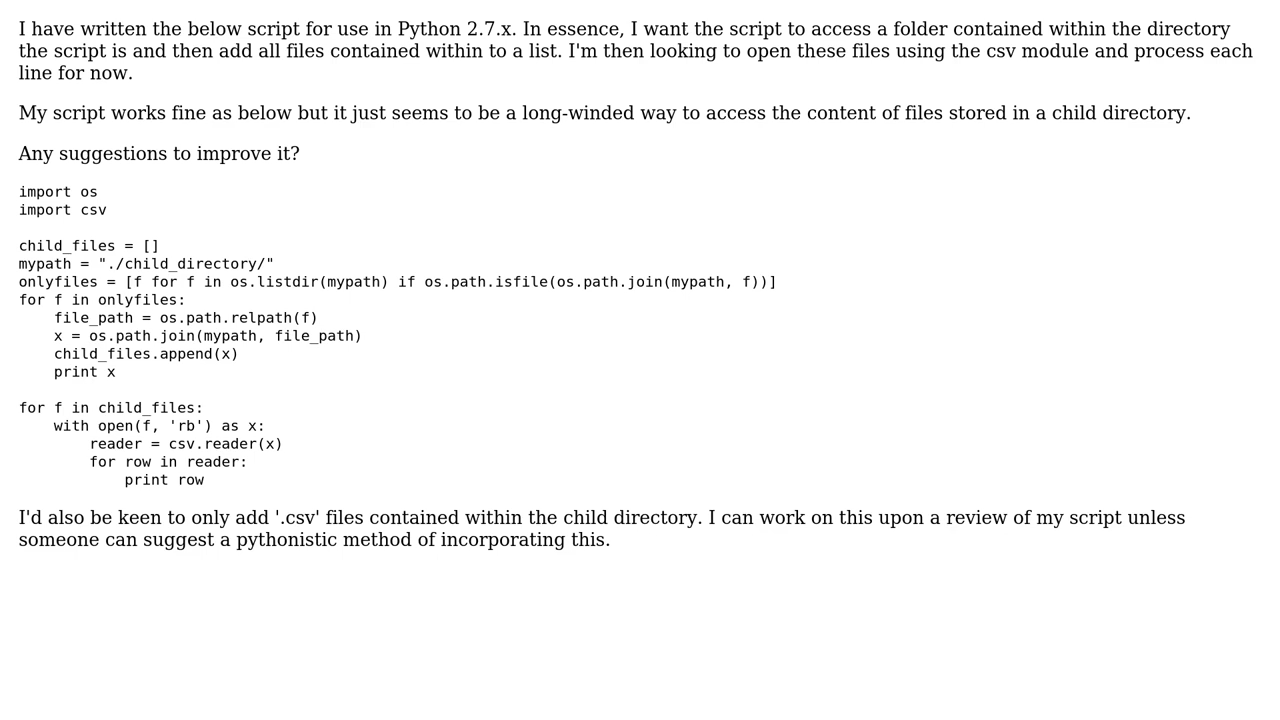 I have written the below script for use in Python 2.7.x. In essence, I want the script to access a folder contained within the directory
the script is and then add all files contained within to a list. I'm then looking to open these files using the csv module and process each
line for now.
My script works fine as below but it just seems to be a long-winded way to access the content of files stored in a child directory.
Any suggestions to improve it?
import os
import csv
child_files = []
mypath = "./child_directory/"
onlyfiles = [f for f in os.listdir(mypath) if os.path.isfile(os.path.join(mypath, f))]
for f in onlyfiles:
    file_path = os.path.relpath(f)
    x = os.path.join(mypath, file_path)
    child_files.append(x)
    print x
for f in child_files:
    with open(f, 'rb') as x:
        reader = csv.reader(x)
        for row in reader:
            print row
I'd also be keen to only add '.csv' files contained within the child directory. I can work on this upon a review of my script unless
someone can suggest a pythonistic method of incorporating this.